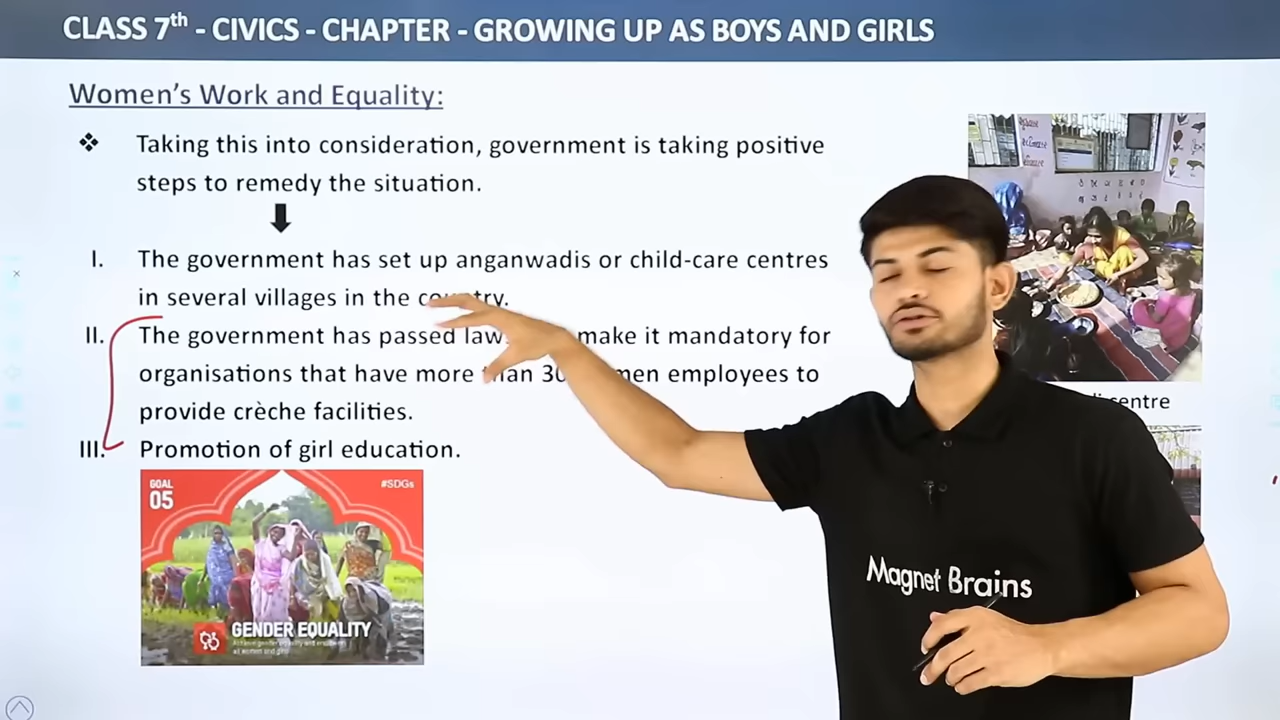 CLASS 7th - CIVICS - CHAPTER - GROWING UP AS BOYS AND GIRLS
Women's Work and Equality:
❖ Taking this into consideration, government is taking positive
steps to remedy the situation.
I. The government has set up anganwadis or child-care centres
in several villages in the country.
II. The government has passed make it mandatory for
organisations that have more than 30 employees to
provide crèche facilities.
III. Promotion of girl education.
GOAL
05
#SDGs
GENDER EQUALITY
centre
Magnet Brains